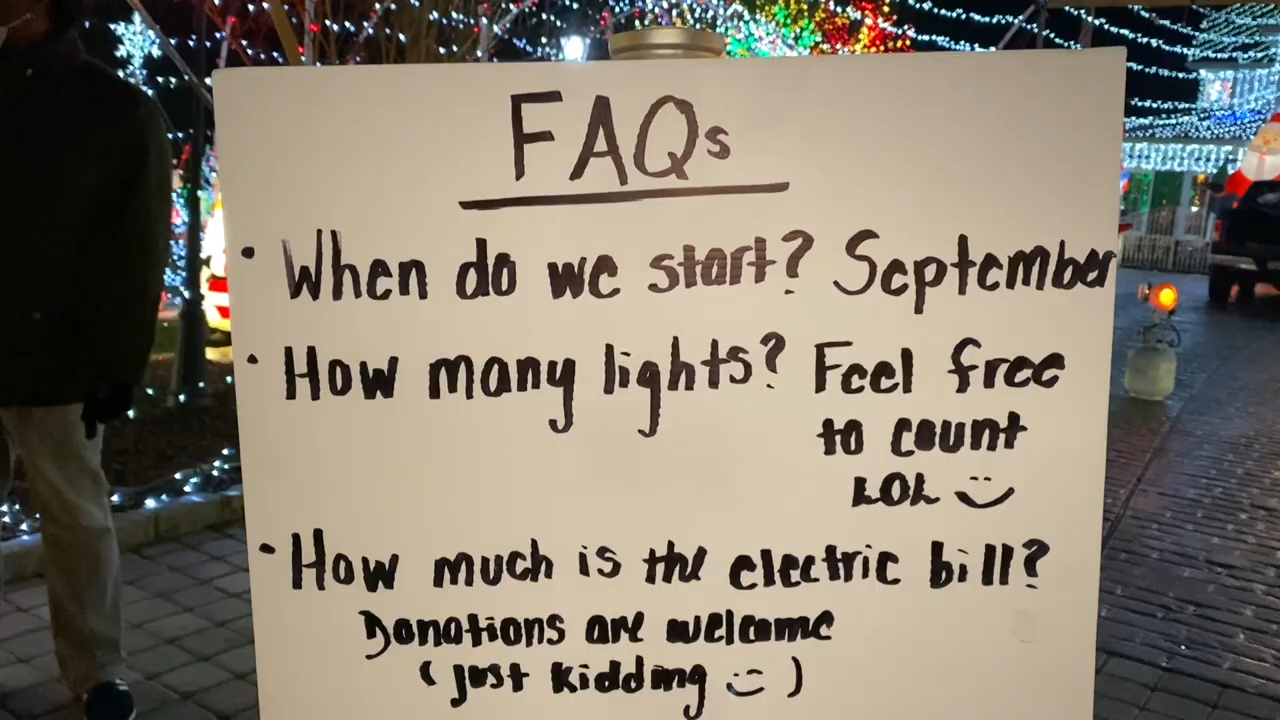 FAQs
• When do we start? September
• How many lights? Feel free
to count
LOL
• How much is the electric bill?
Donations are welcome
(just kidding )